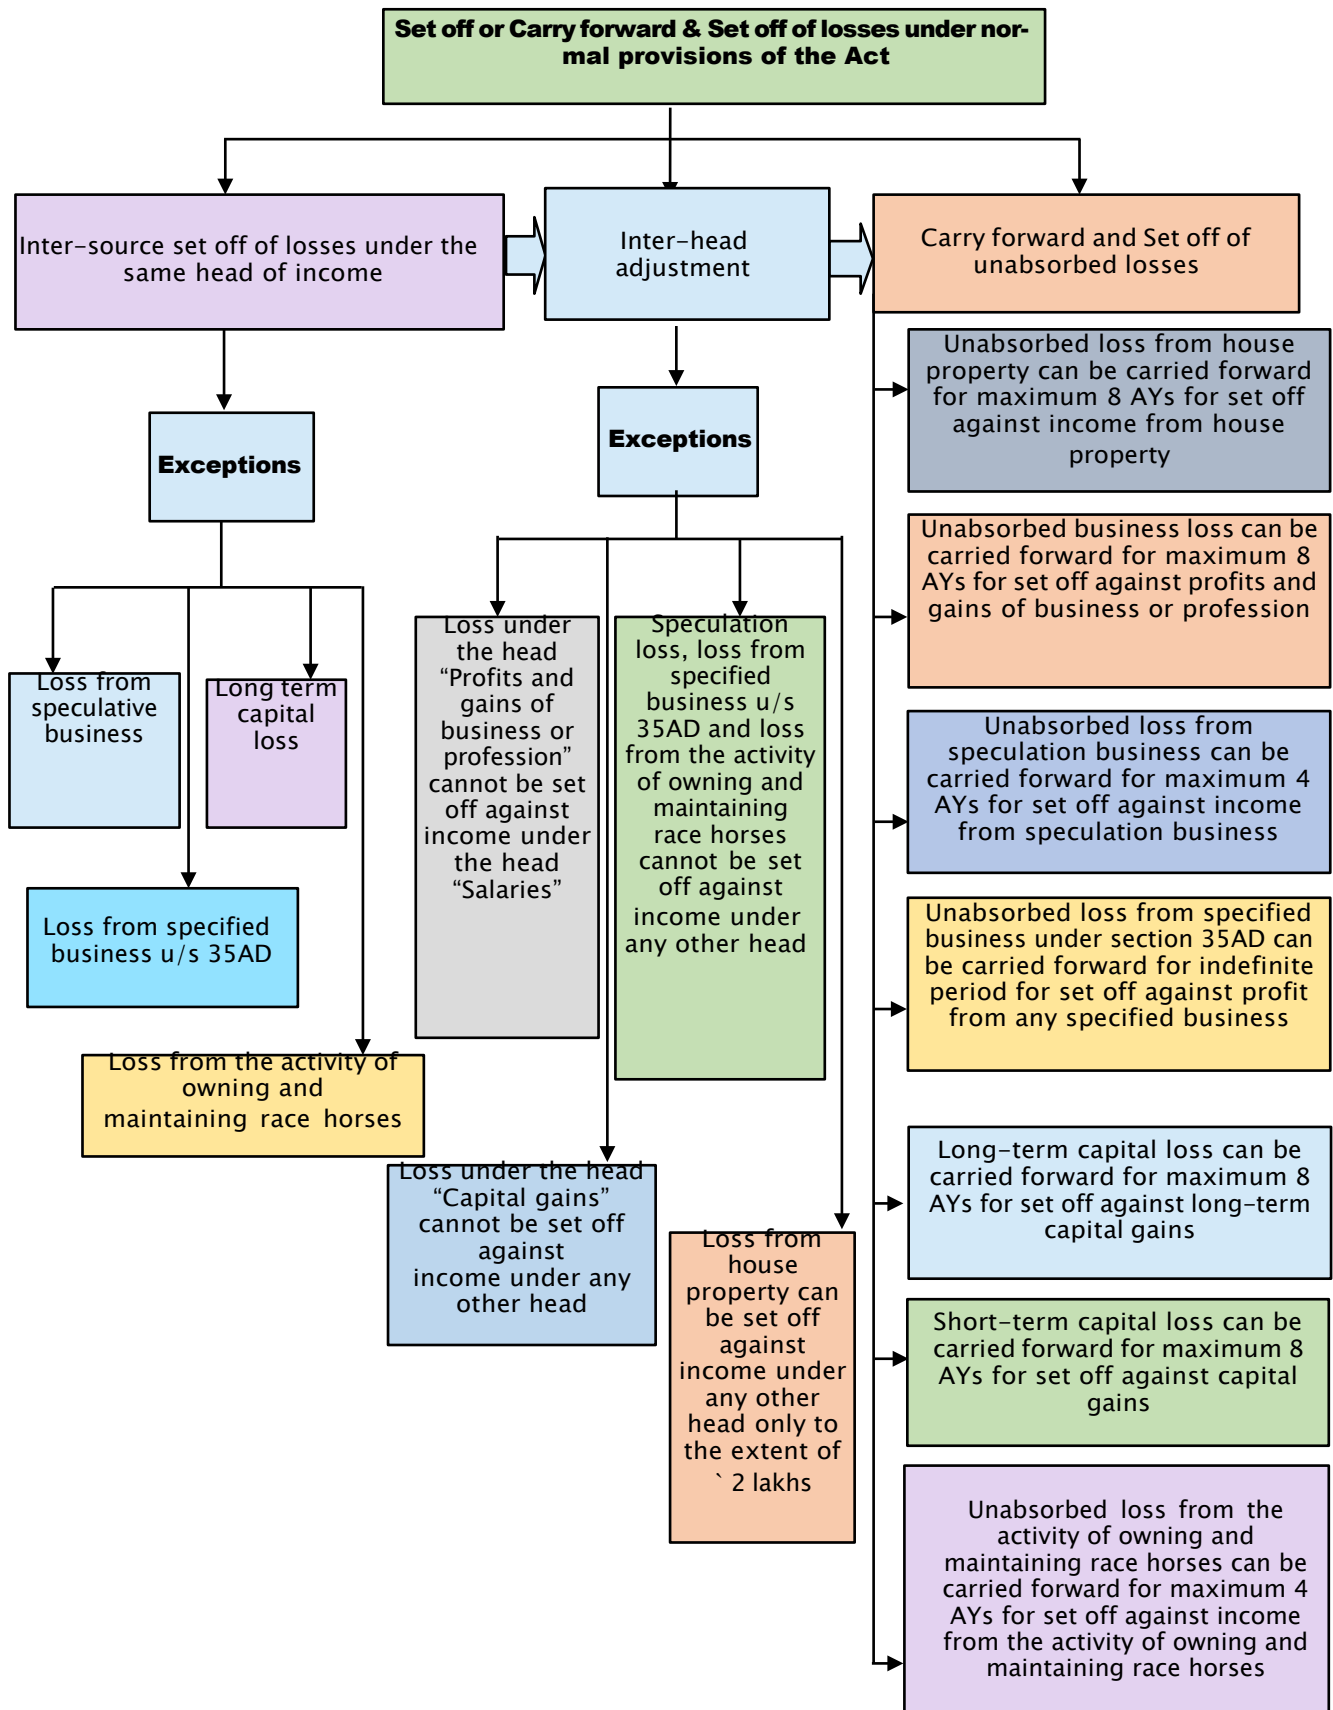 Set off or Carry forward & Set off of losses under nor-
mal provisions of the Act
Inter-source set off of losses under the
same head of income
Inter-head
adjustment
Carry forward and Set off of
unabsorbed losses
Exceptions
Loss from
speculative
business
Long term
capital
loss
Loss from specified
business u/s 35AD
Loss from the activity of
owning and
maintaining race horses
Exceptions
Loss under
the head
“Profits and
gains of
business or
profession”
cannot be set
off against
income under
the head
“Salaries”
Speculation
loss, loss from
specified
business u/s
35AD and loss
from the activity
of owning and
maintaining
race horses
cannot be set
off against
income under
any other head
Loss under the head
“Capital gains”
cannot be set off
against
income under any
other head
Loss from
house
property can
be set off
against
income under
any other
head only to
the extent of
` 2 lakhs
Unabsorbed loss from house
property can be carried forward
for maximum 8 AYs for set off
against income from house
property
Unabsorbed business loss can be
carried forward for maximum 8
AYs for set off against profits and
gains of business or profession
Unabsorbed loss from
speculation business can be
carried forward for maximum 4
AYs for set off against income
from speculation business
Unabsorbed loss from specified
business under section 35AD can
be carried forward for indefinite
period for set off against profit
from any specified business
Long-term capital loss can be
carried forward for maximum 8
AYs for set off against long-term
capital gains
Short-term capital loss can be
carried forward for maximum 8
AYs for set off against capital
gains
Unabsorbed loss from the
activity of owning and
maintaining race horses can be
carried forward for maximum 4
AYs for set off against income
from the activity of owning and
maintaining race horses